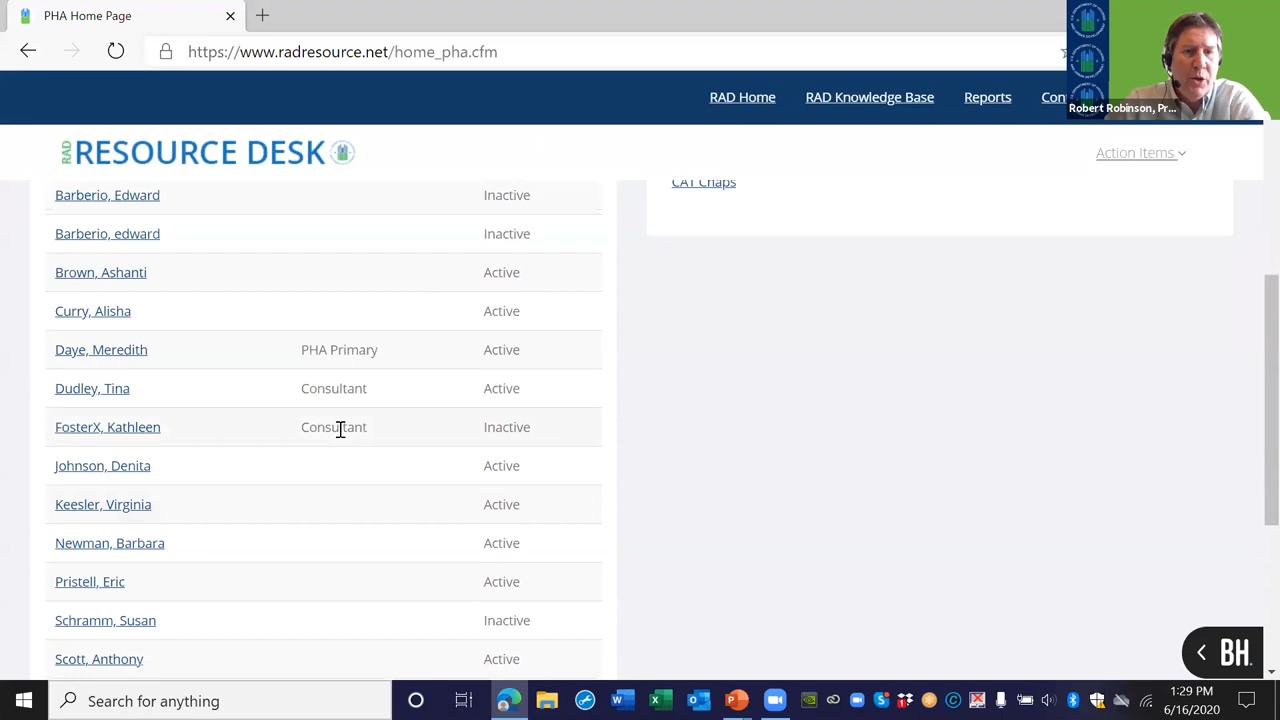 PHA Home Page
https://www.radresource.net/home_pha.cfm
RAD Home RAD Knowledge Base Reports
Robert Robinson, Pr...
RAD RESOURCE DESK
Action Items
Barberio, Edward Inactive
CAT Chaps
Barberio, edward Inactive
Brown, Ashanti Active
Curry, Alisha Active
Daye, Meredith PHA Primary Active
Dudley, Tina Consultant Active
FosterX, Kathleen Consultant Inactive
Johnson, Denita Active
Keesler, Virginia Active
Newman, Barbara Active
Pristell, Eric Active
Schramm, Susan Inactive
Scott, Anthony Active
BH.
Search for anything
1:29 PM
6/16/2020